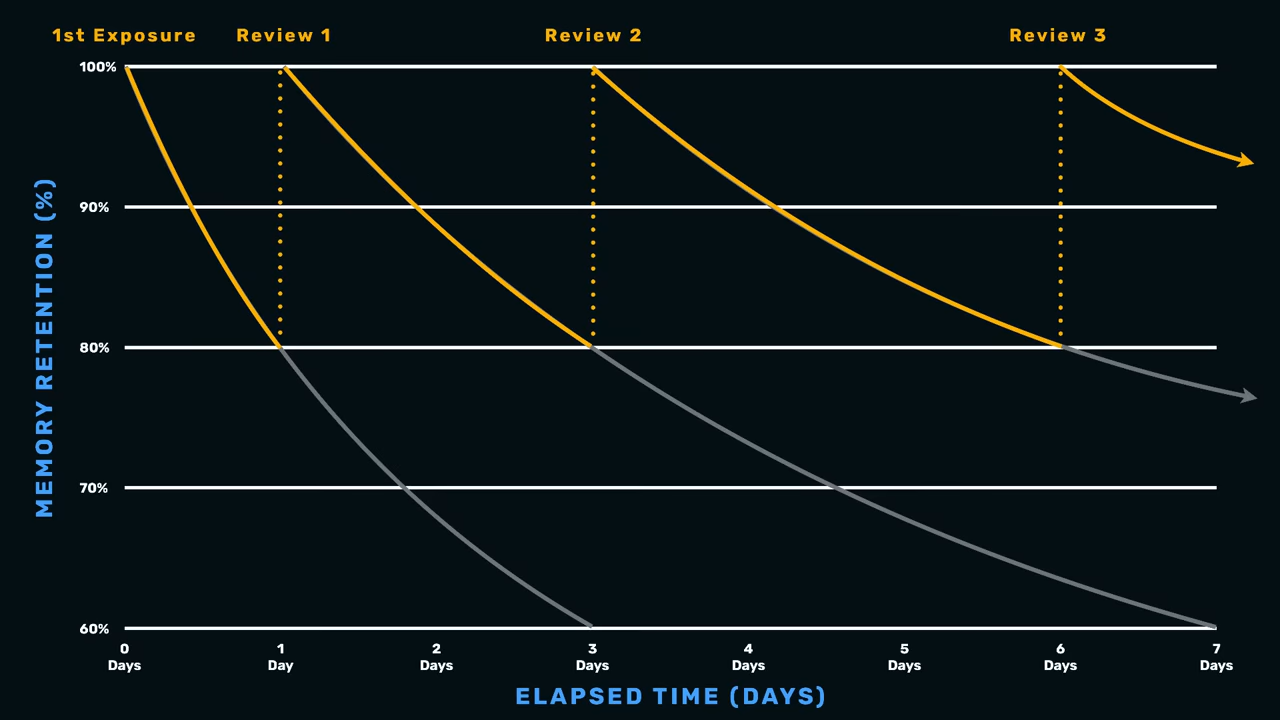 1st Exposure Review 1 Review 2 Review 3
100%
90%
80%
70%
60%
MEMORY RETENTION (%)
0 1 2 3 4 5 6 7
Days Day Days Days Days Days Days Days
ELAPSED TIME (DAYS)